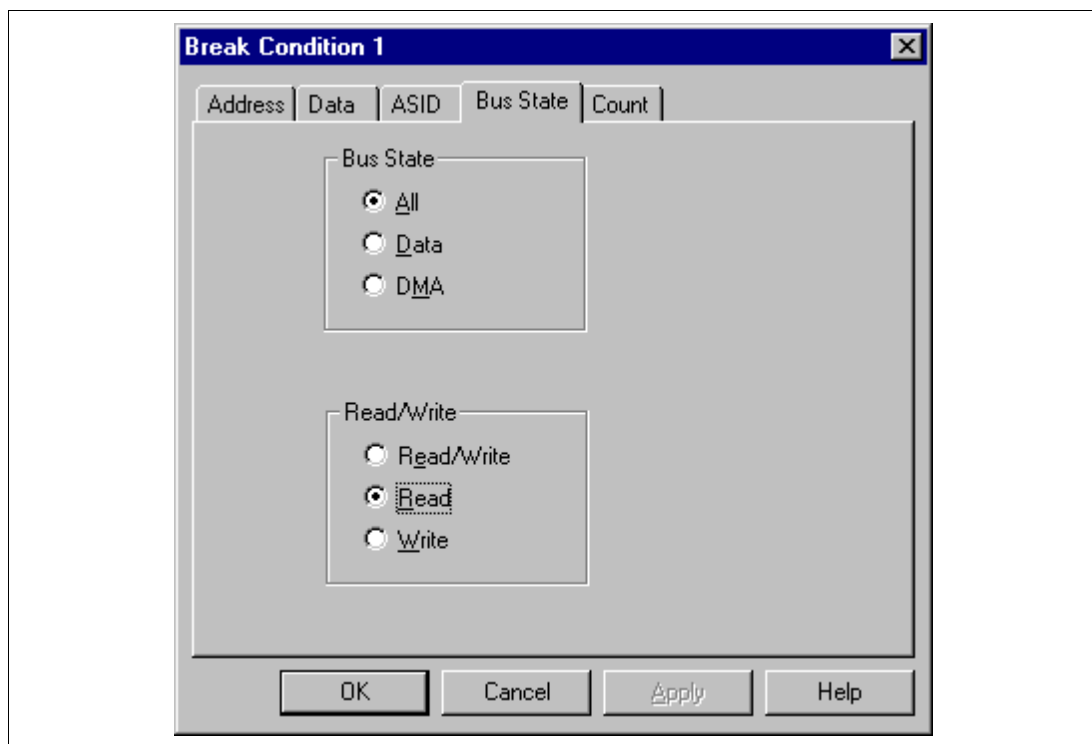 Break Condition 1
Address Data ASID Bus State Count
Bus State
All
Data
DMA
Read/Write
Read/Write
Read
Write
OK Cancel Apply Help